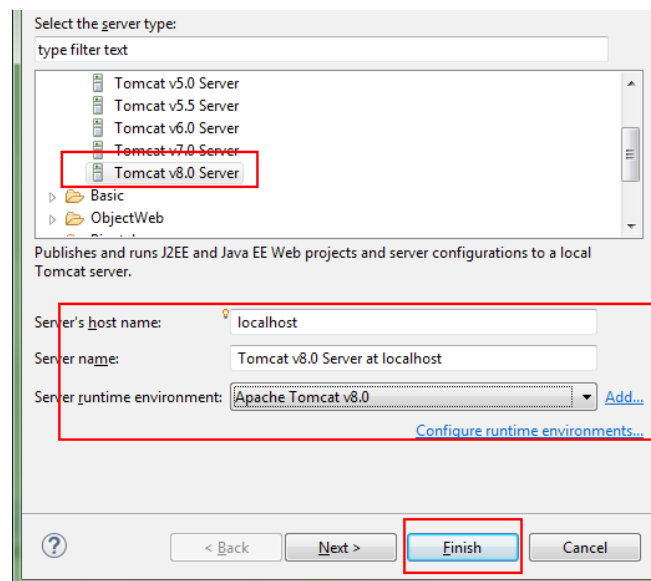 Select the server type:
type filter text
Tomcat v5.0 Server
Tomcat v5.5 Server
Tomcat v6.0 Server
Tomcat v7.0 Server
Tomcat v8.0 Server
Basic
ObjectWeb
Publishes and runs J2EE and Java EE Web projects and server configurations to a local
Tomcat server.
Server's host name: localhost
Server name: Tomcat v8.0 Server at localhost
Server runtime environment: Apache Tomcat v8.0 Add...
Configure runtime environments...
? < Back Next > Finish Cancel